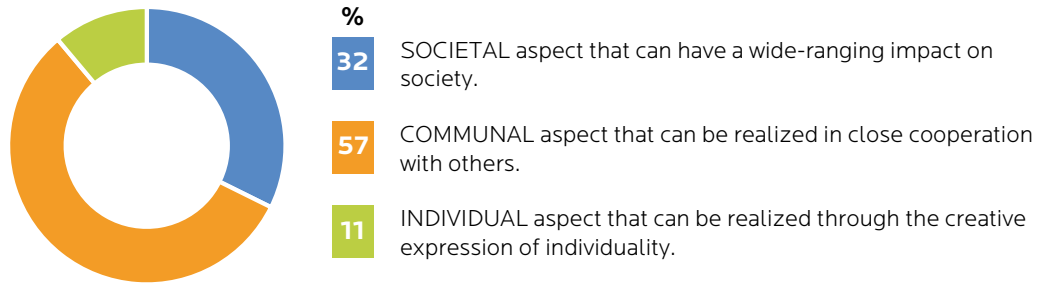 %
32
SOCIETAL aspect that can have a wide-ranging impact on
society.
57
COMMUNAL aspect that can be realized in close cooperation
with others.
11
INDIVIDUAL aspect that can be realized through the creative
expression of individuality.